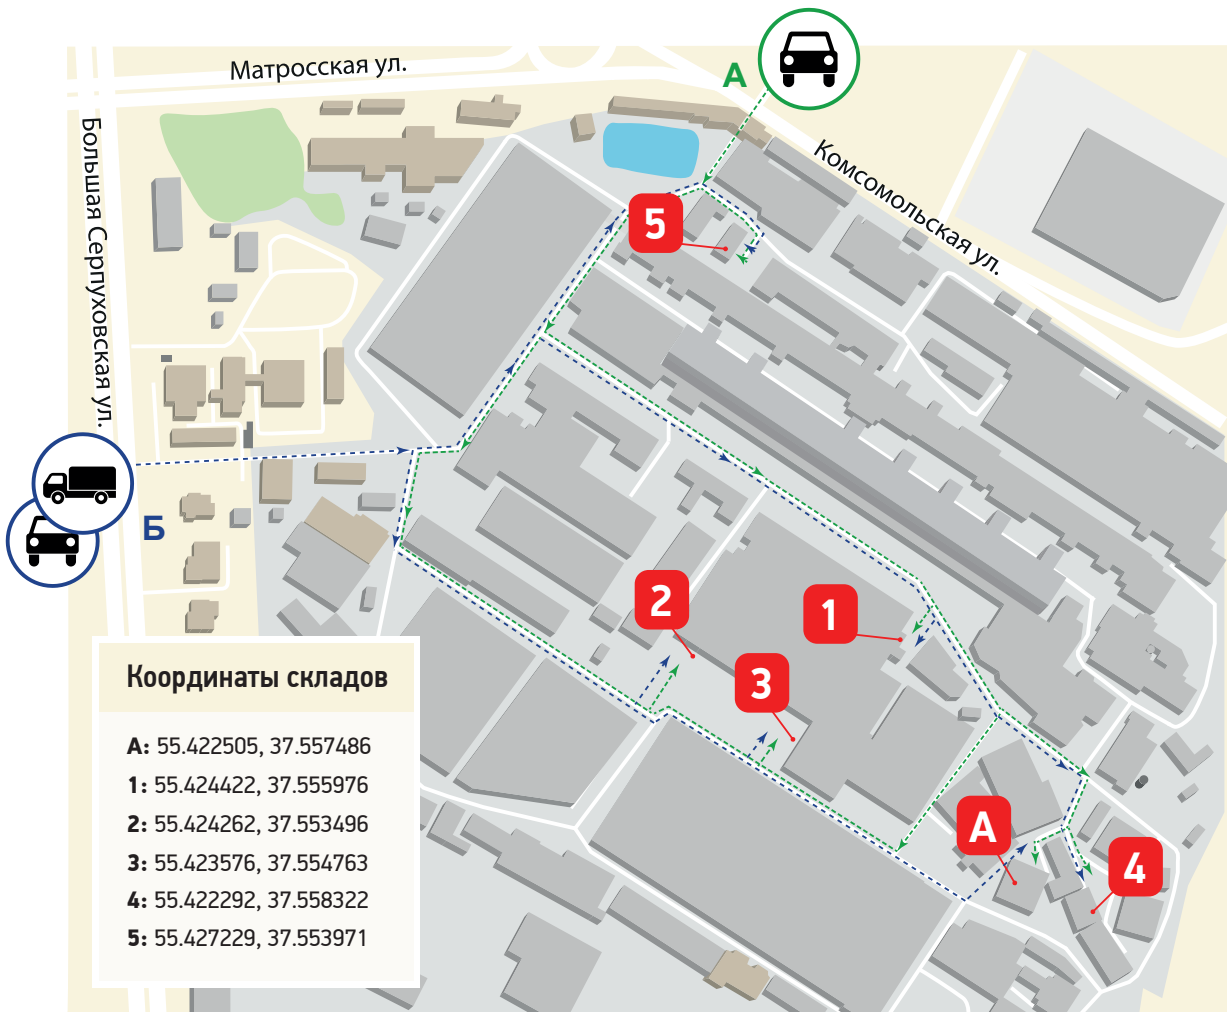 А
Матросская ул.
Большая Серпуховская ул.
Комсомольская ул.
5
Б
2
1
3
А
4
Координаты складов
А: 55.422505, 37.557486
1: 55.424422, 37.555976
2: 55.424262, 37.553496
3: 55.423576, 37.554763
4: 55.422292, 37.558322
5: 55.427229, 37.553971